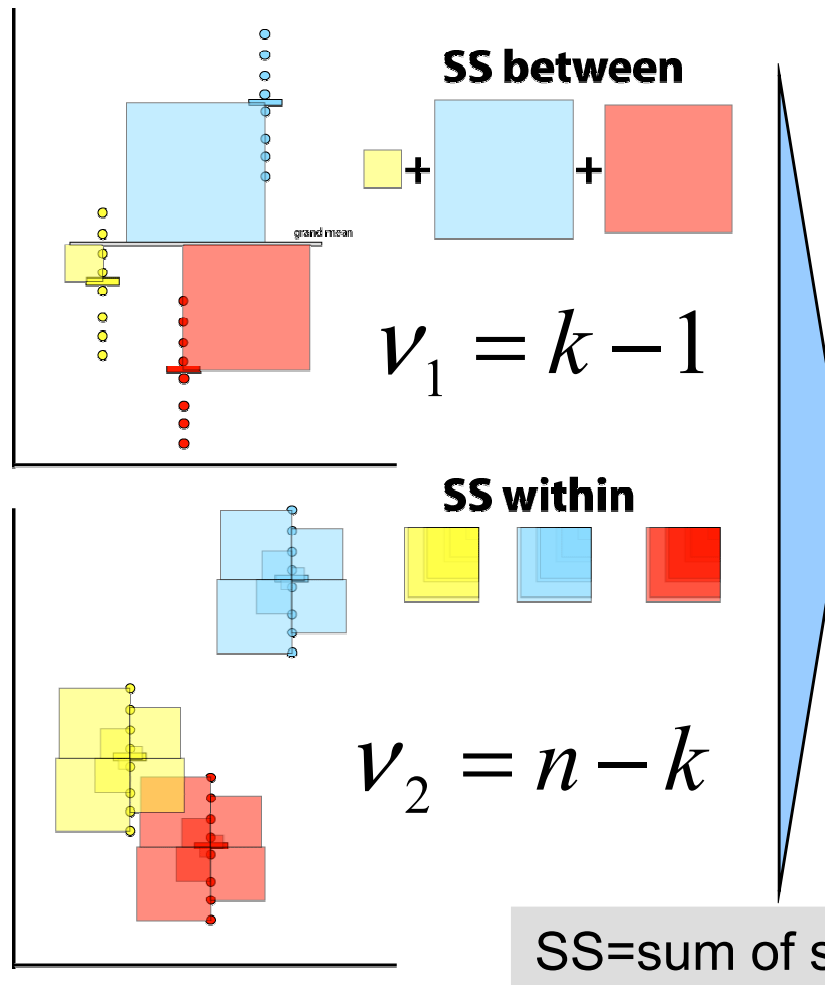 SS between
+ +
grand mean
ν₁ = k − 1
SS within
ν₂ = n − k
SS=sum of s